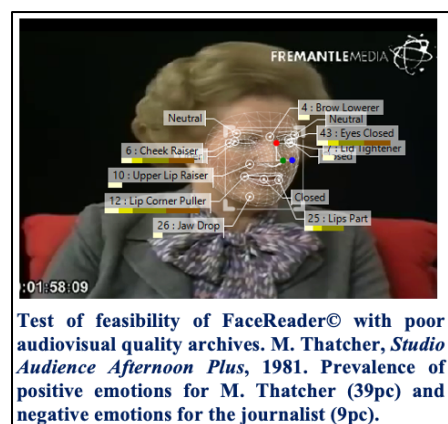 FREMANTLEMEDIA
4 : Brow Lowerer
Neutral
Neutral
43 : Eyes Closed
6 : Cheek Raiser
7 : Lid Tightener
10 : Upper Lip Raiser
12 : Lip Corner Puller
Closed
25 : Lips Part
26 : Jaw Drop
0:01:58:09
Test of feasibility of FaceReader© with poor
audiovisual quality archives. M. Thatcher, Studio
Audience Afternoon Plus, 1981. Prevalence of
positive emotions for M. Thatcher (39pc) and
negative emotions for the journalist (9pc).